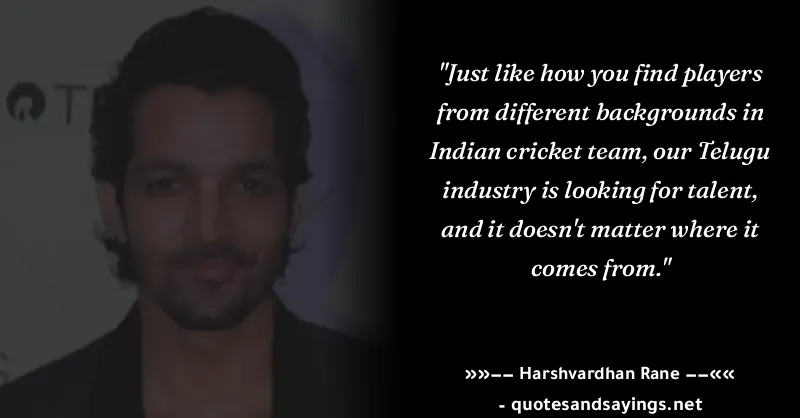 "Just like how you find players
from different backgrounds in
Indian cricket team, our Telugu
industry is looking for talent,
and it doesn't matter where it
comes from."
»»−− Harshvardhan Rane −−««
- quotesandsayings.net